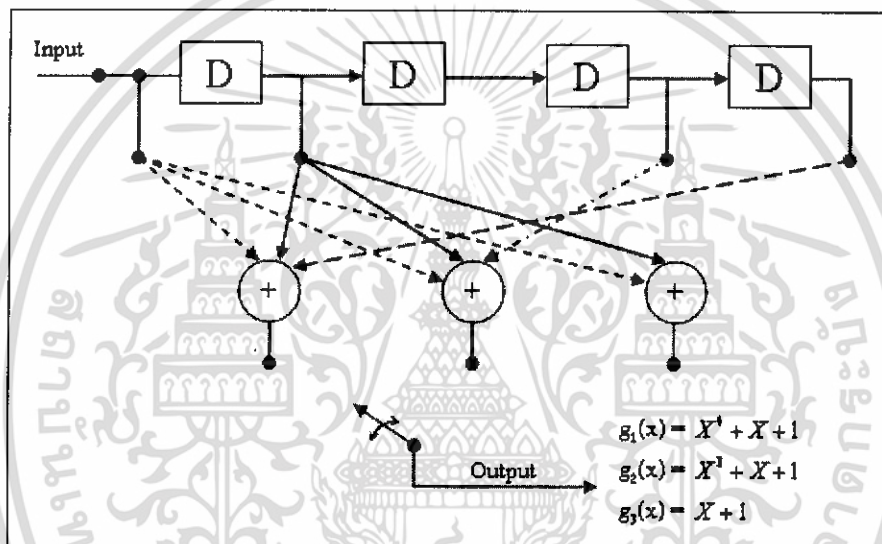 Input
D
D
D
D
+
+
+
g₁(x) = X⁴ + X + 1
Output
g₂(x) = X³ + X + 1
g₃(x) = X + 1